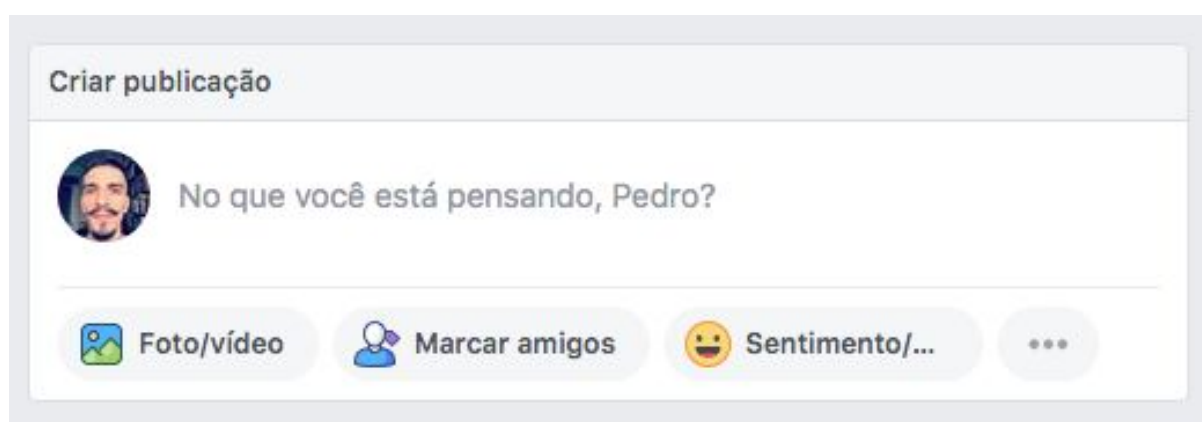 Criar publicação
No que você está pensando, Pedro?
Foto/vídeo
Marcar amigos
Sentimento/...